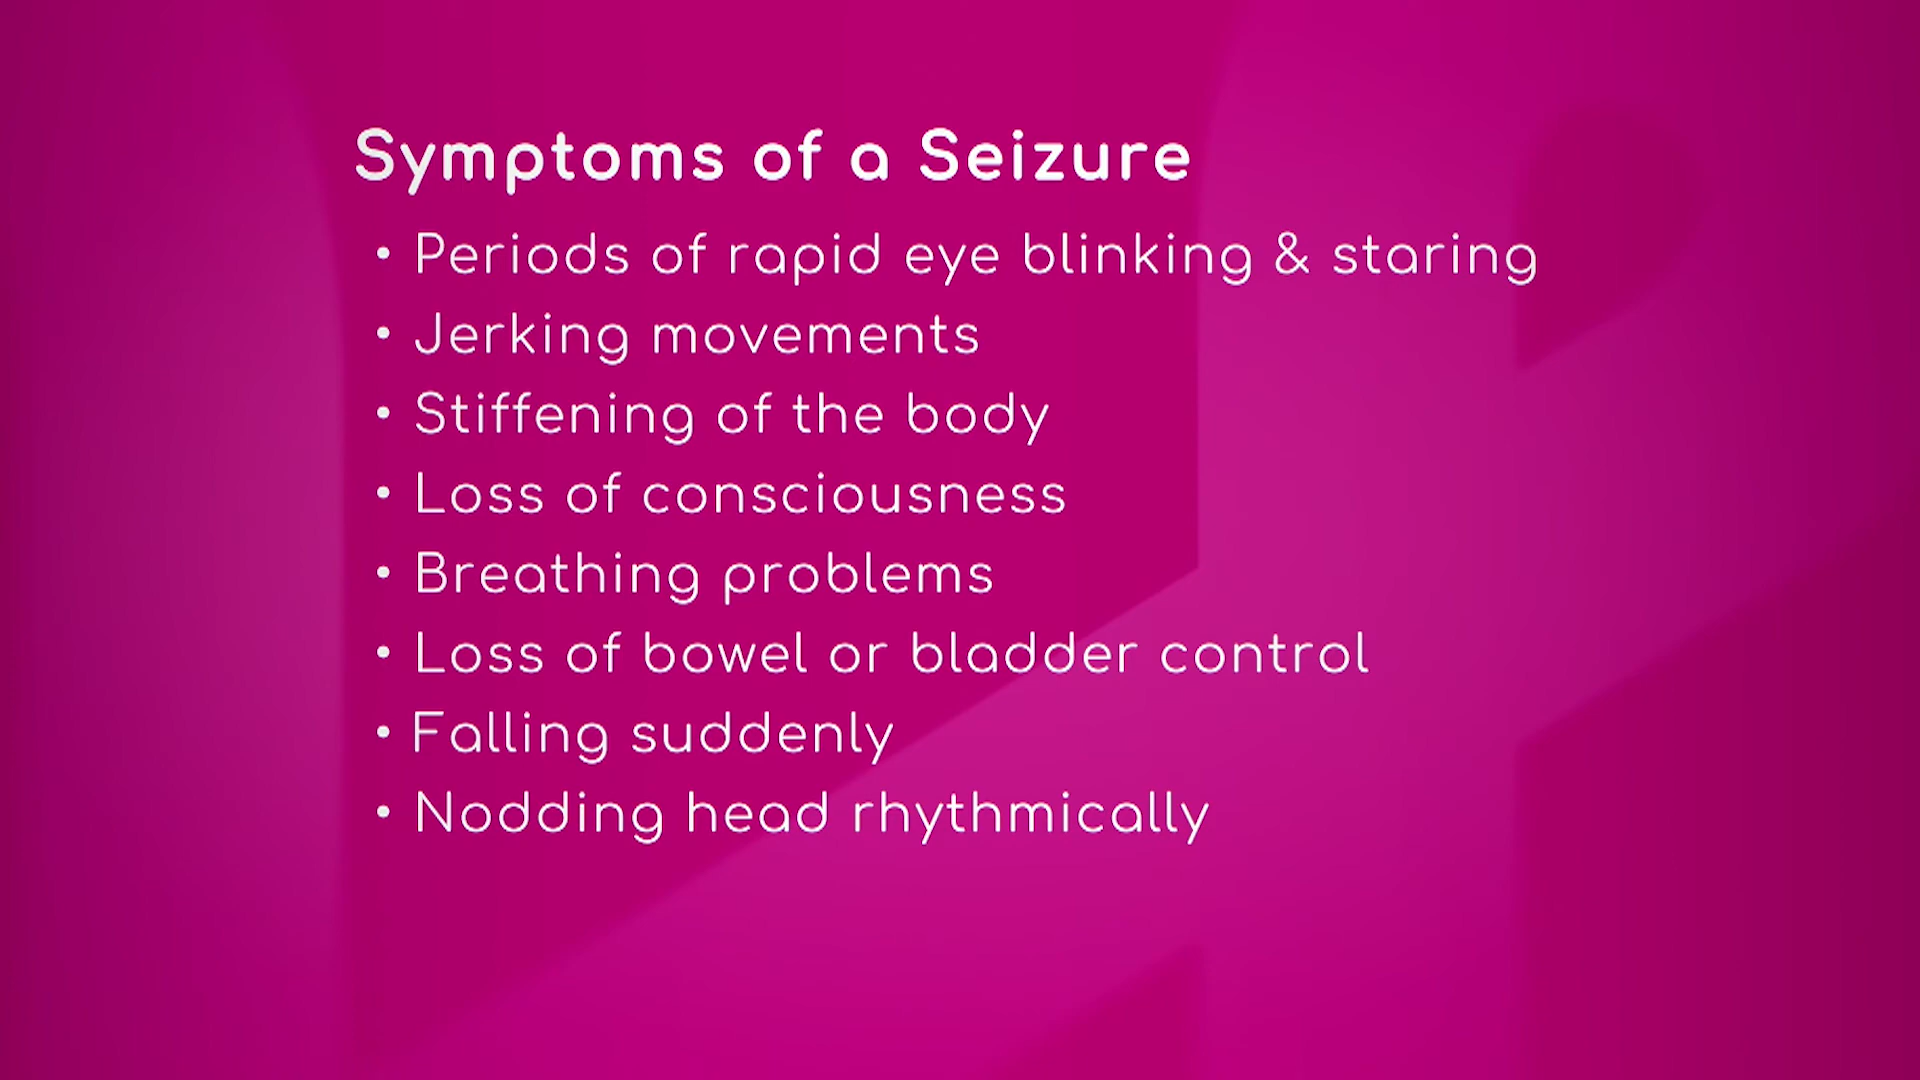 Symptoms of a Seizure
• Periods of rapid eye blinking & staring
• Jerking movements
• Stiffening of the body
• Loss of consciousness
• Breathing problems
• Loss of bowel or bladder control
• Falling suddenly
• Nodding head rhythmically